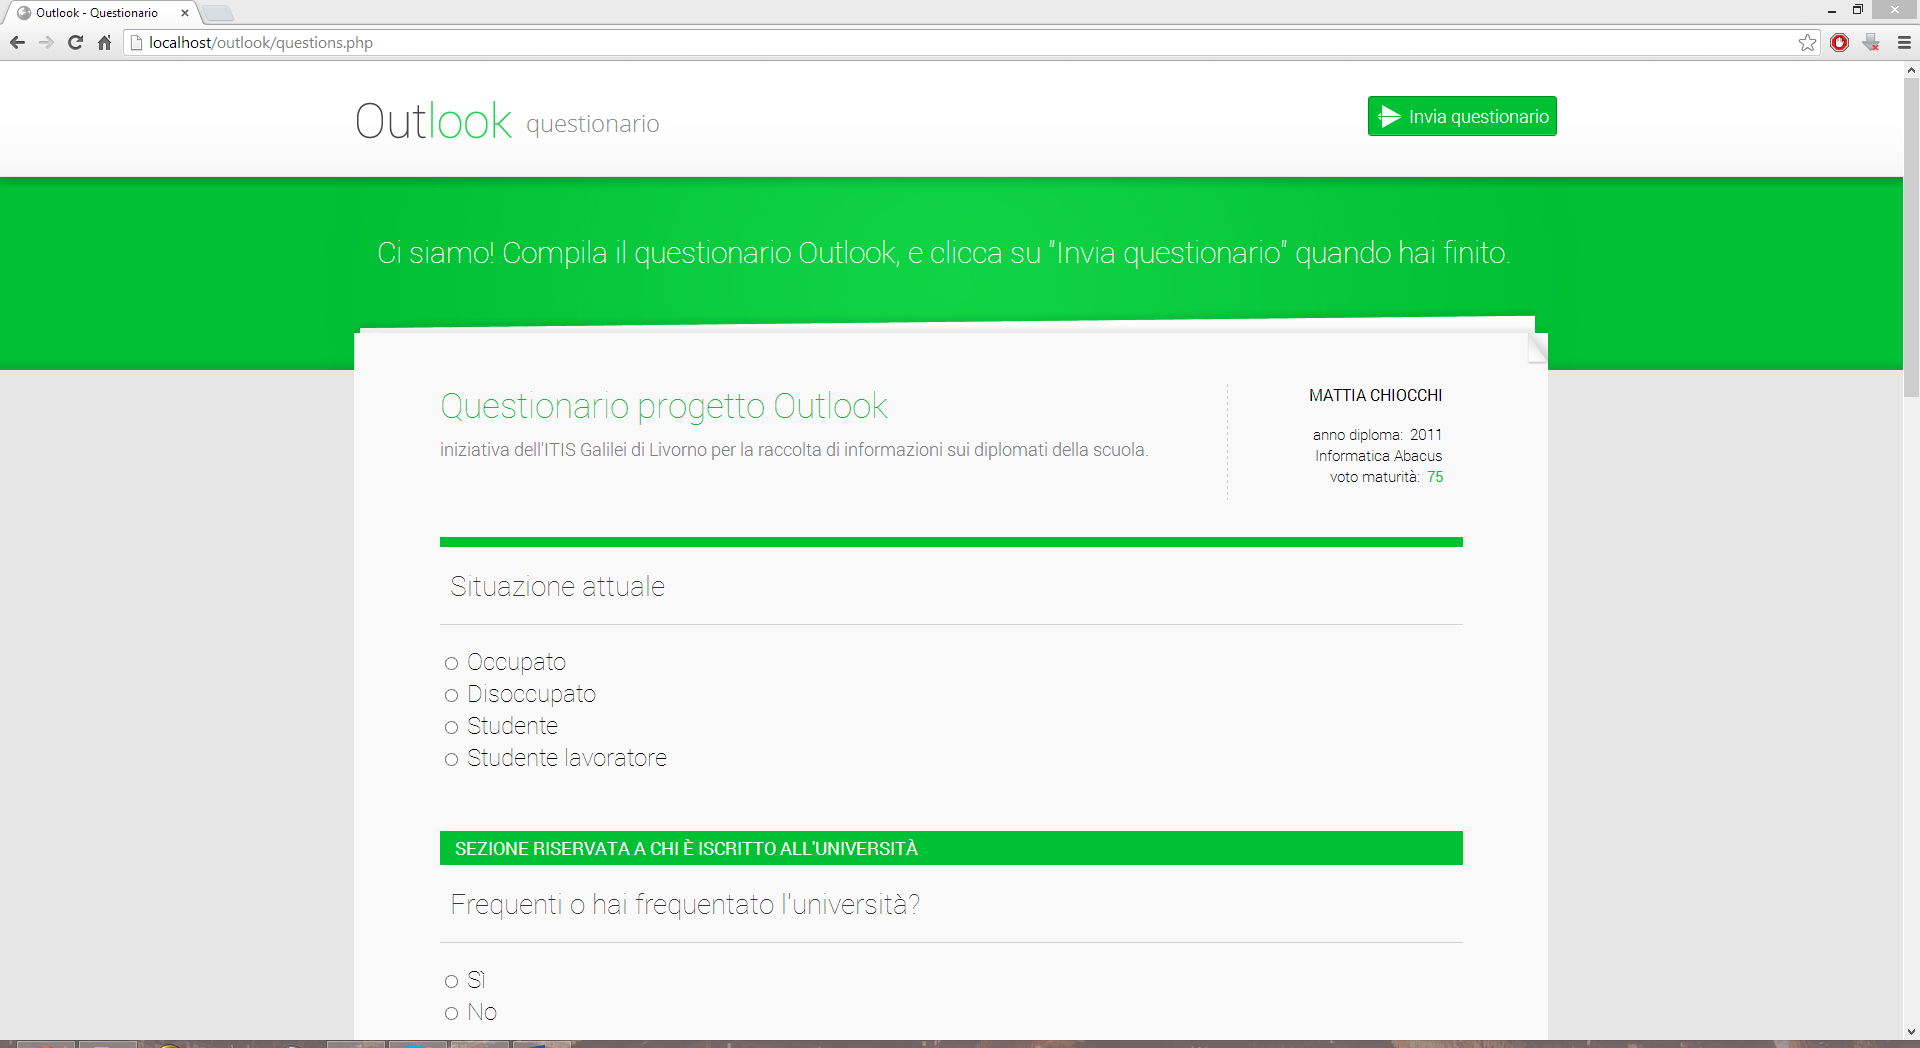 Outlook - Questionario
localhost/outlook/questions.php
Outlook questionario
Invia questionario
Ci siamo! Compila il questionario Outlook, e clicca su "Invia questionario" quando hai finito.
Questionario progetto Outlook
iniziativa dell'ITIS Galilei di Livorno per la raccolta di informazioni sui diplomati della scuola.
MATTIA CHIOCCHI
anno diploma: 2011
Informatica Abacus
voto maturità: 75
Situazione attuale
Occupato
Disoccupato
Studente
Studente lavoratore
SEZIONE RISERVATA A CHI È ISCRITTO ALL'UNIVERSITÀ
Frequenti o hai frequentato l'università?
Sì
No